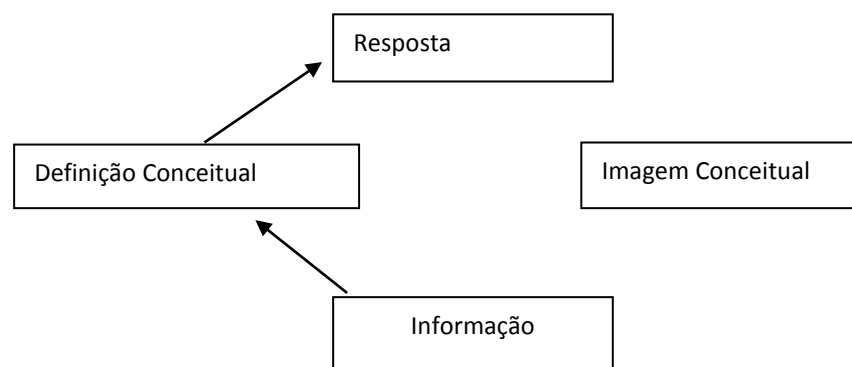 Resposta
Definição Conceitual
Imagem Conceitual
Informação